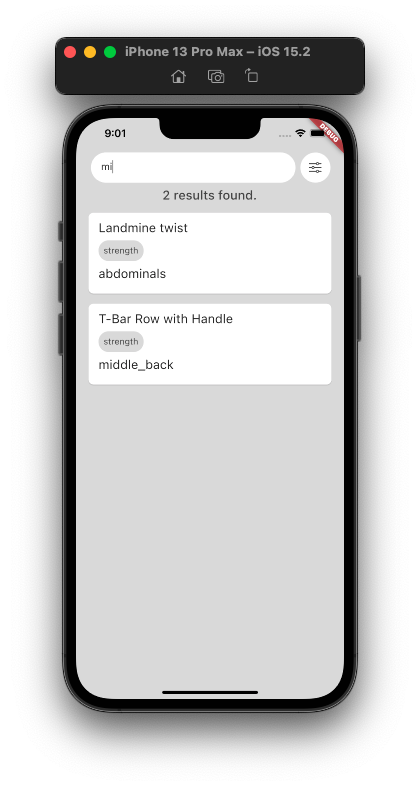 iPhone 13 Pro Max – iOS 15.2
9:01
DEBUG
mi
2 results found.
Landmine twist
strength
abdominals
T-Bar Row with Handle
strength
middle_back